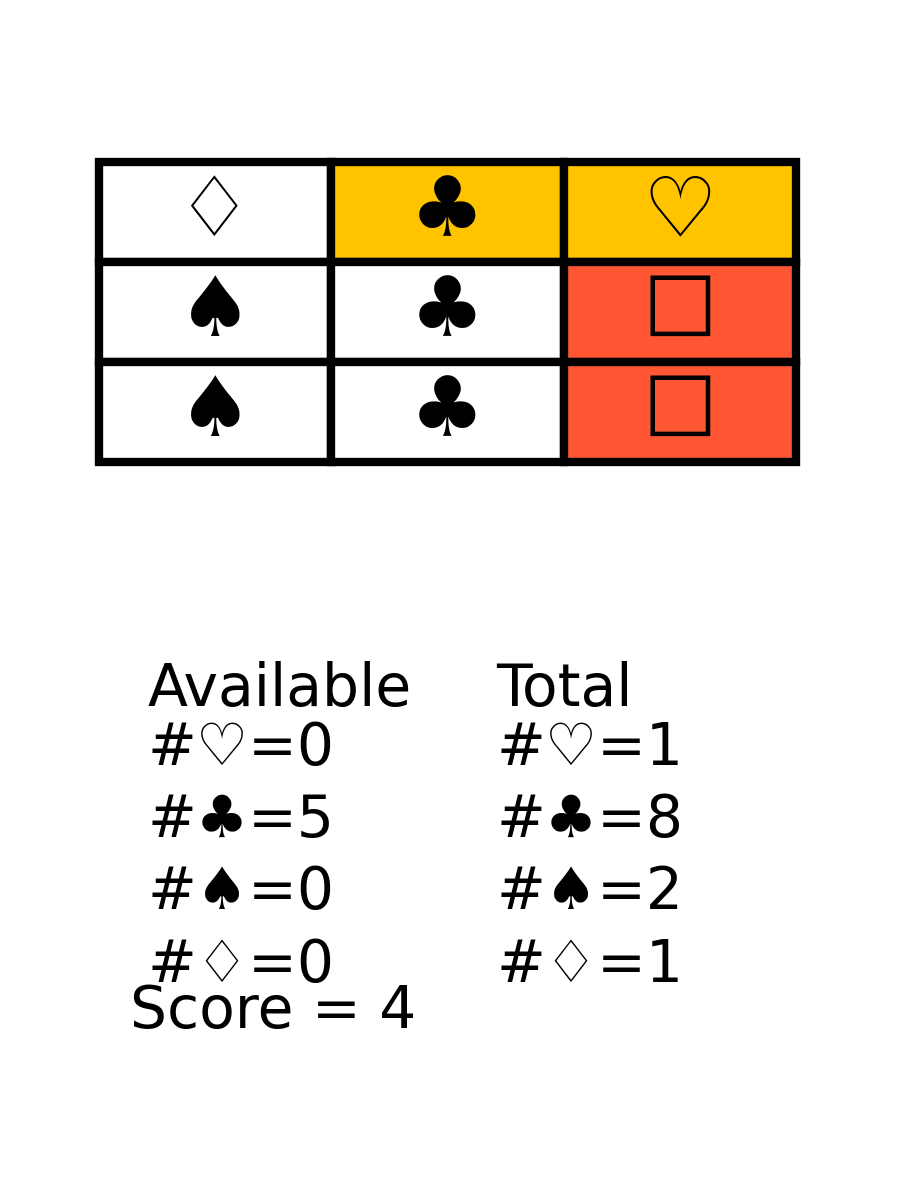 ♢ ♣ ♡
♠ ♣ □
♠ ♣ □
Available Total
#♡=0 #♡=1
#♣=5 #♣=8
#♠=0 #♠=2
#♢=0 #♢=1
Score = 4